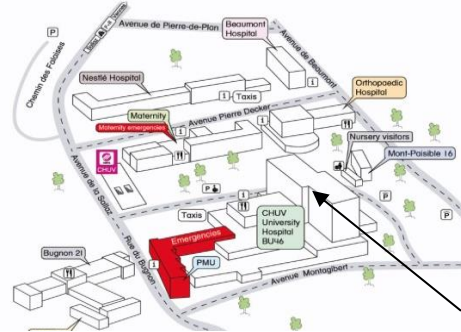 Avenue de Pierre-de-Plan
Beaumont
Hospital
Avenue de Beaumont
P
Chemin des Falaises
Nestlé Hospital
i
Taxis
Orthopaedic
Hospital
i
Maternity
Avenue Pierre Decker
Maternity emergencies
i
i
Nursery visitors
Mont-Paisible 16
CHUV
Avenue de la Sallaz
P
i
P
Taxis
CHUV
University
Hospital
BU46
P
Emergencies
Bugnon 21
Rue du Bugnon
i
PMU
Avenue Montagibert